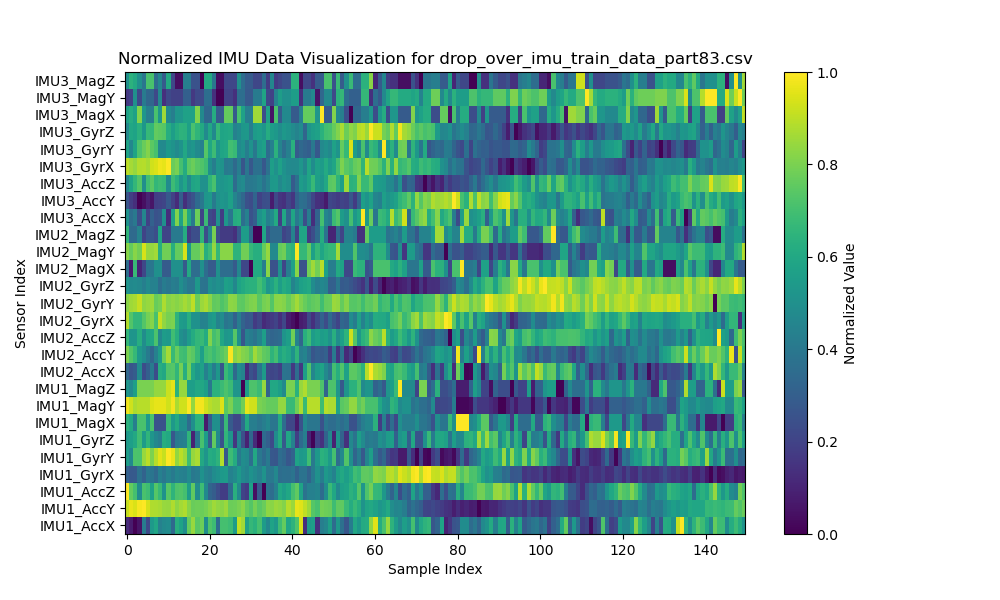 Normalized IMU Data Visualization for drop_over_imu_train_data_part83.csv
IMU3_MagZ
IMU3_MagY
IMU3_MagX
IMU3_GyrZ
IMU3_GyrY
IMU3_GyrX
IMU3_AccZ
IMU3_AccY
IMU3_AccX
IMU2_MagZ
IMU2_MagY
IMU2_MagX
IMU2_GyrZ
IMU2_GyrY
IMU2_GyrX
IMU2_AccZ
IMU2_AccY
IMU2_AccX
IMU1_MagZ
IMU1_MagY
IMU1_MagX
IMU1_GyrZ
IMU1_GyrY
IMU1_GyrX
IMU1_AccZ
IMU1_AccY
IMU1_AccX
Sensor Index
0 20 40 60 80 100 120 140
Sample Index
1.0
0.8
0.6
0.4
0.2
0.0
Normalized Value